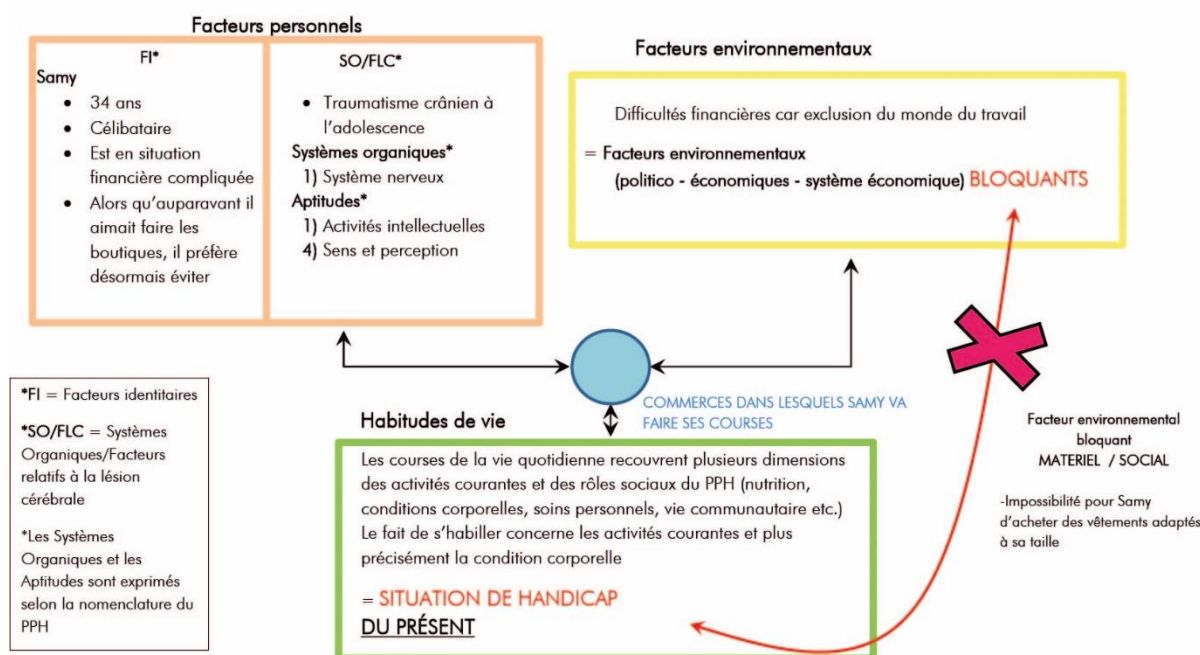 Facteurs personnels
FI*
Samy
• 34 ans
• Célibataire
• Est en situation
financière compliquée
• Alors qu'auparavant il
aimait faire les
boutiques, il préfère
désormais éviter
SO/FLC*
• Traumatisme crânien à
l'adolescence
Systèmes organiques*
1) Système nerveux
Aptitudes*
1) Activités intellectuelles
4) Sens et perception
Facteurs environnementaux
Difficultés financières car exclusion du monde du travail
= Facteurs environnementaux
(politico - économiques - système économique) BLOQUANTS
COMMERCES DANS LESQUELS SAMY VA
FAIRE SES COURSES
*FI = Facteurs identitaires
*SO/FLC = Systèmes
Organiques/Facteurs
relatifs à la lésion
cérébrale
*Les Systèmes
Organiques et les
Aptitudes sont exprimés
selon la nomenclature du
PPH
Habitudes de vie
Les courses de la vie quotidienne recouvrent plusieurs dimensions
des activités courantes et des rôles sociaux du PPH (nutrition,
conditions corporelles, soins personnels, vie communautaire etc.)
Le fait de s'habiller concerne les activités courantes et plus
précisément la condition corporelle
= SITUATION DE HANDICAP
DU PRÉSENT
Facteur environnemental
bloquant
MATERIEL / SOCIAL
-Impossibilité pour Samy
d'acheter des vêtements adaptés
à sa taille